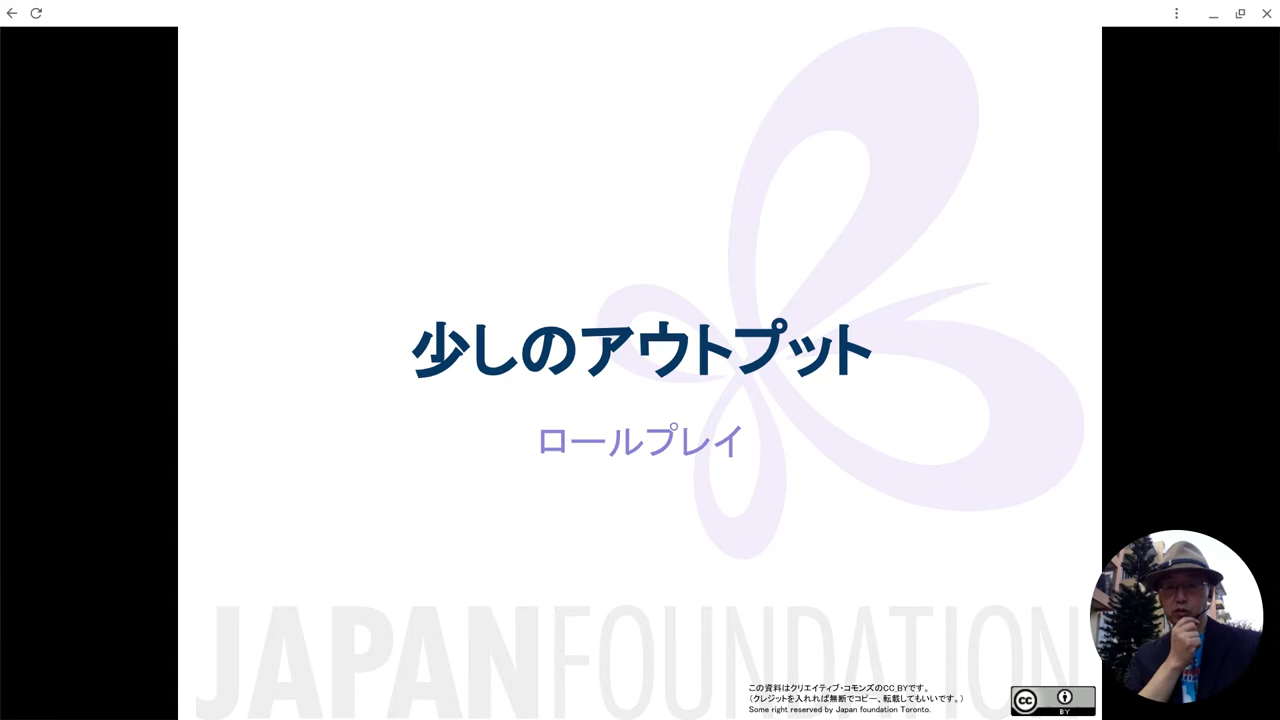 少しのアウトプット
ロールプレイ
JAPANFOUNDATION
この資料はクリエイティブ・コモンズのCC_BYです。
（クレジットを入れれば無断でコピー、転載してもいいです。）
Some right reserved by Japan foundation Toronto.
cc
BY